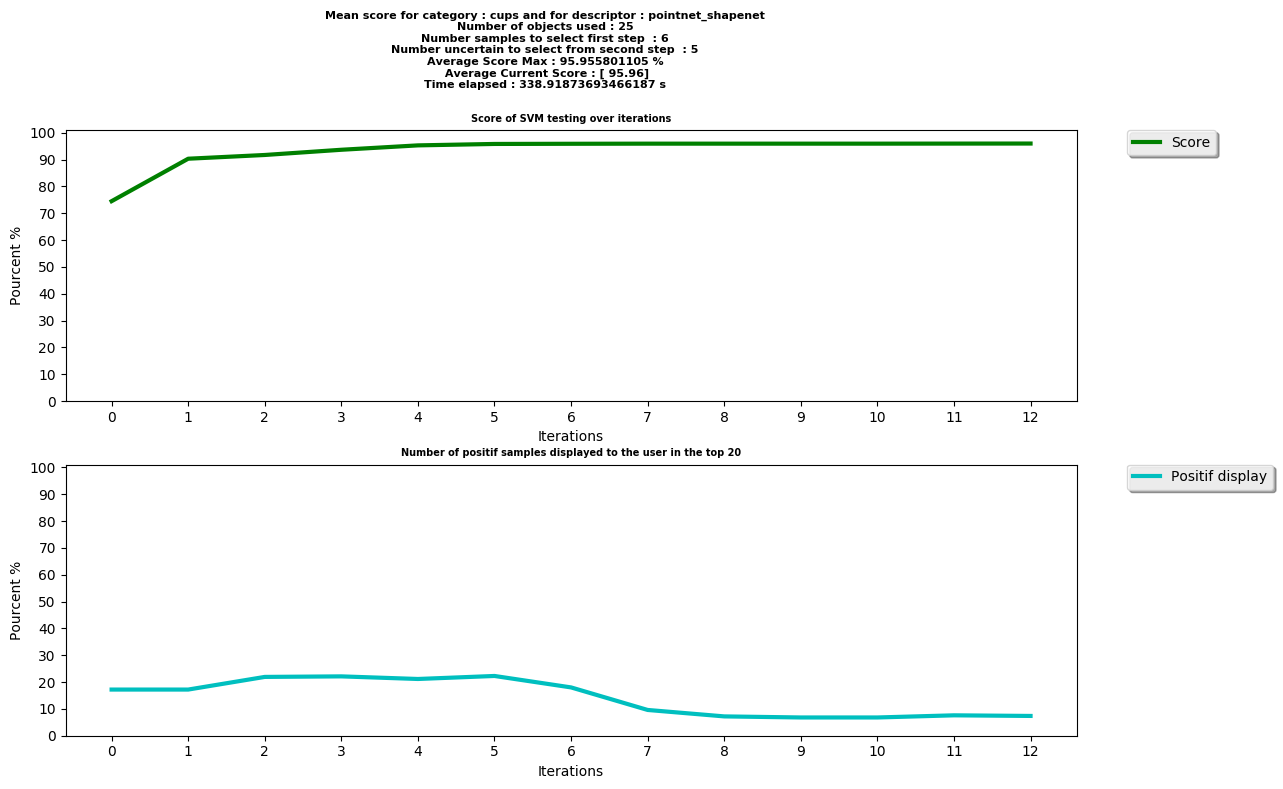 Mean score for category : cups and for descriptor : pointnet_shapenet
Number of objects used : 25
Number samples to select first step  : 6
Number uncertain to select from second step  : 5
Average Score Max : 95.955801105 %
Average Current Score : [ 95.96]
Time elapsed : 338.91873693466187 s
Score of SVM testing over iterations
100
90
80
70
60
50
40
30
20
10
0
Pourcent %
0 1 2 3 4 5 6 7 8 9 10 11 12
Iterations
Score
Number of positif samples displayed to the user in the top 20
100
90
80
70
60
50
40
30
20
10
0
Pourcent %
0 1 2 3 4 5 6 7 8 9 10 11 12
Iterations
Positif display